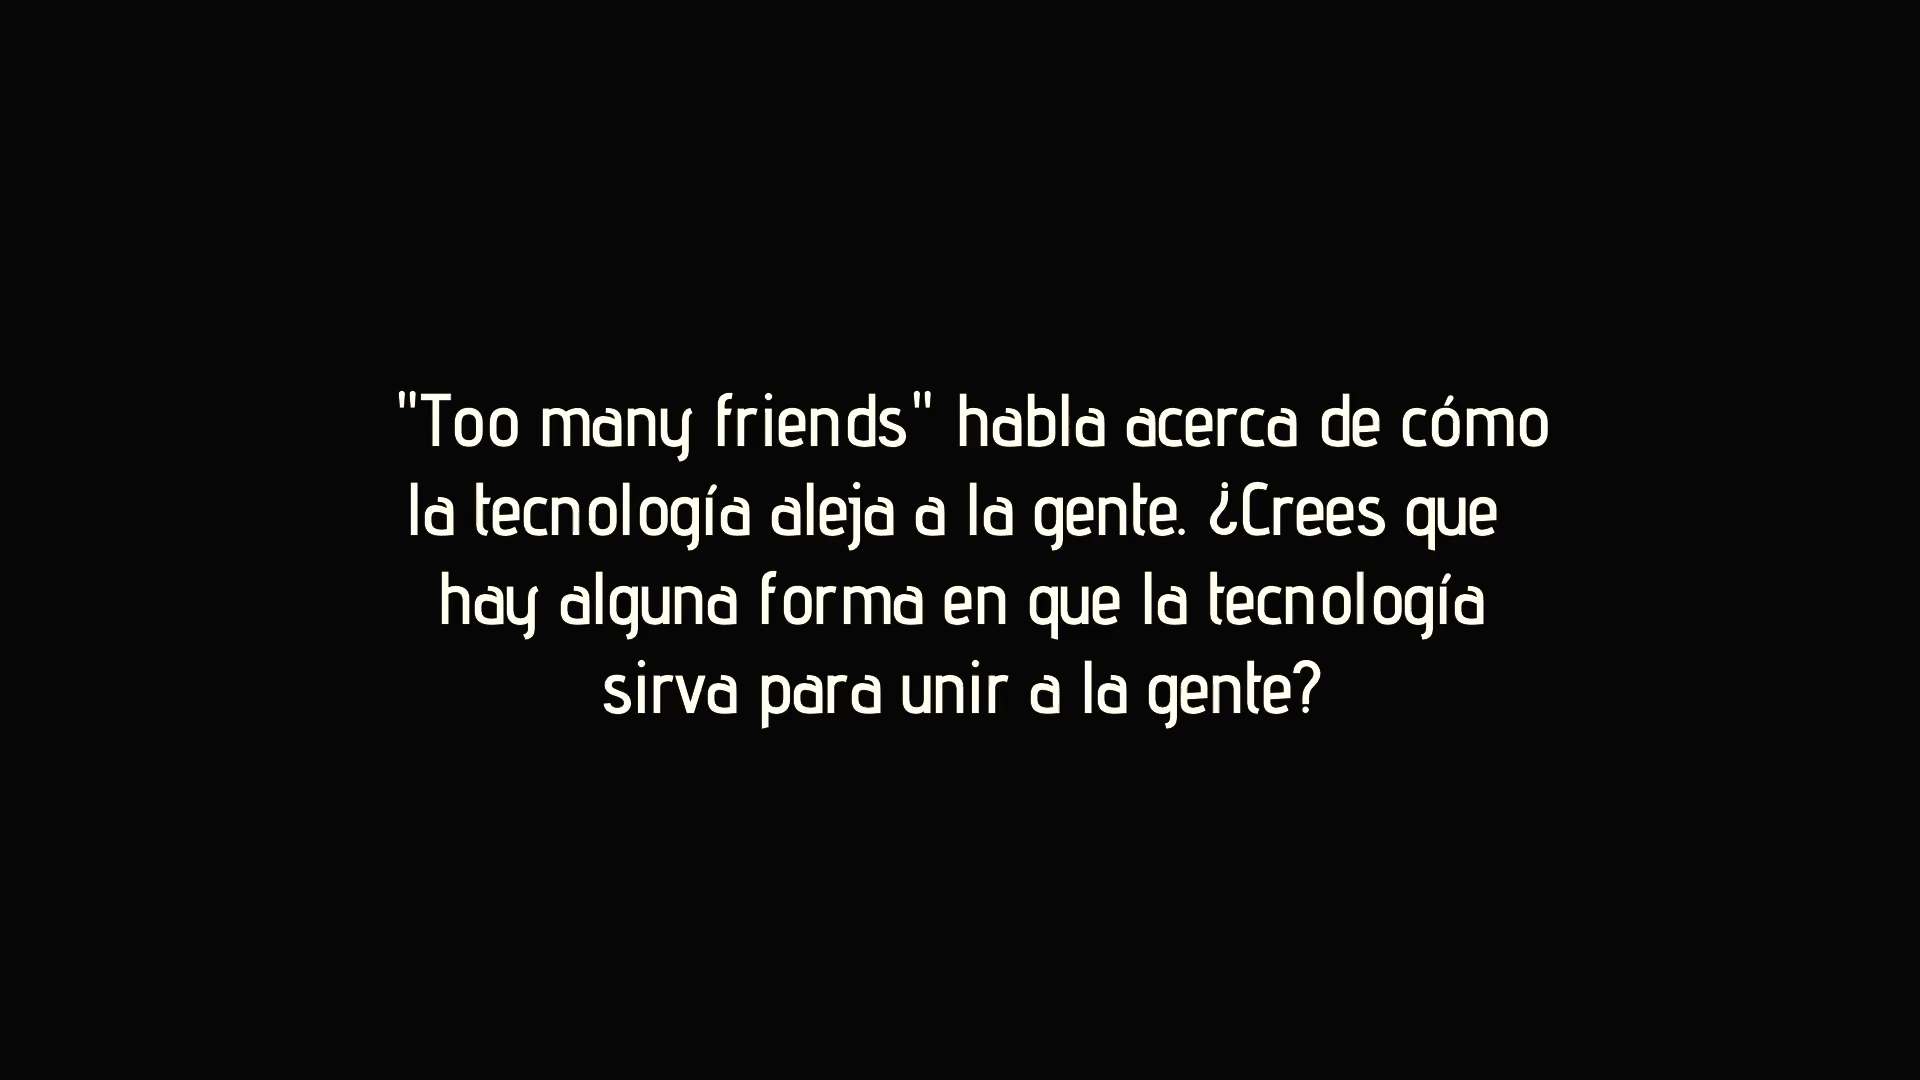 "Too many friends" habla acerca de cómo
la tecnología aleja a la gente. ¿Crees que
hay alguna forma en que la tecnología
sirva para unir a la gente?